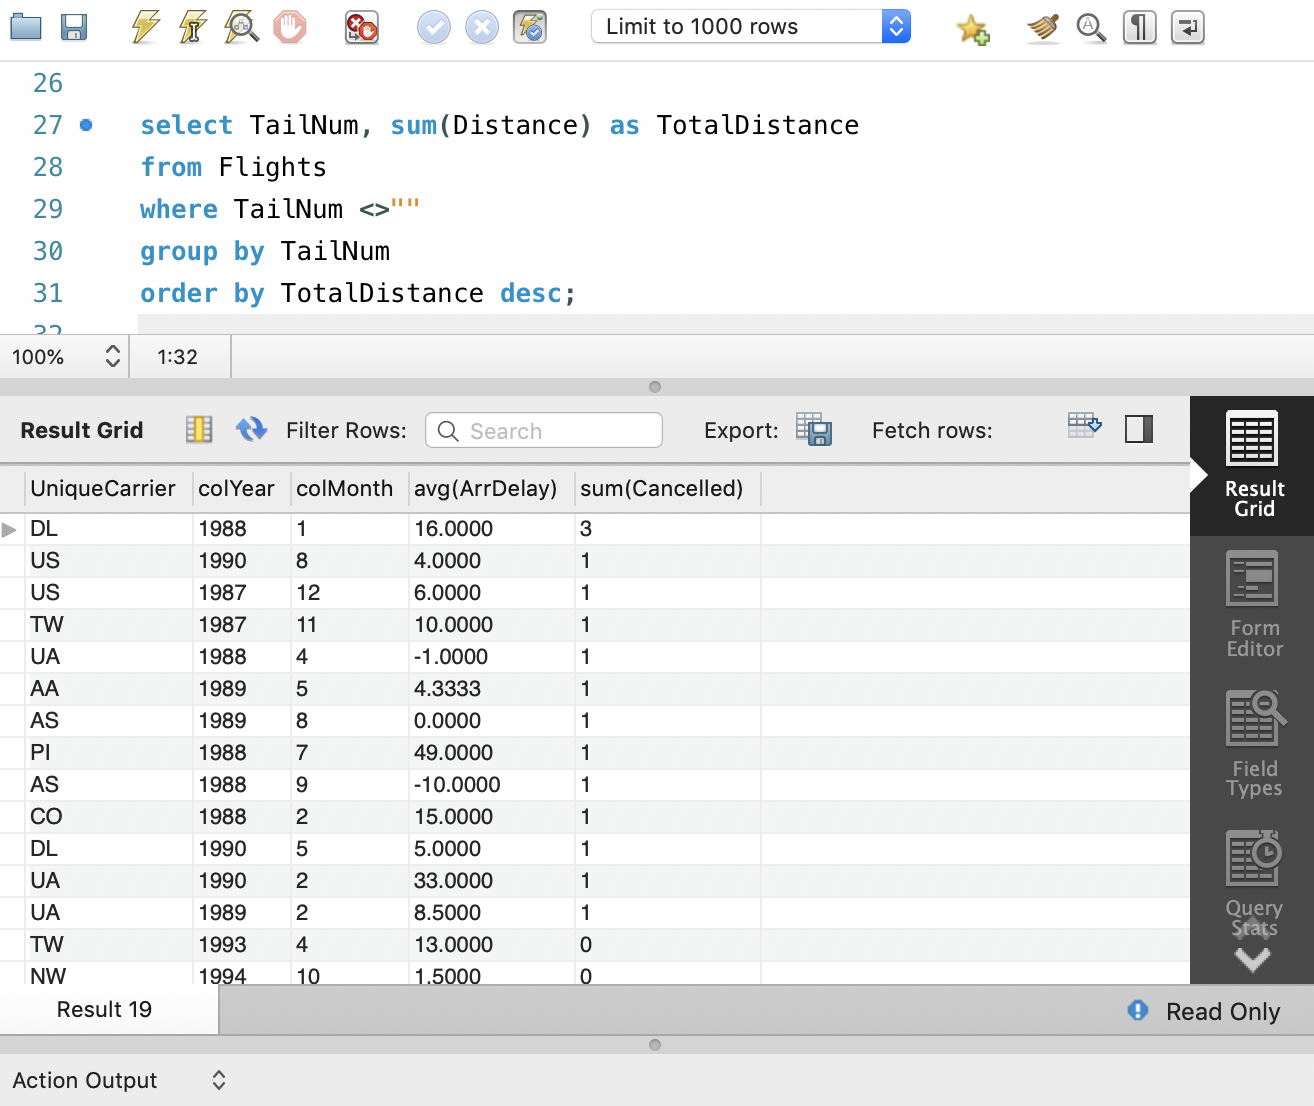 Limit to 1000 rows
26
27 select TailNum, sum(Distance) as TotalDistance
28 from Flights
29 where TailNum <>""
30 group by TailNum
31 order by TotalDistance desc;
32
100% 1:32
Result Grid Filter Rows: Search Export: Fetch rows:
UniqueCarrier colYear colMonth avg(ArrDelay) sum(Cancelled)
DL 1988 1 16.0000 3
US 1990 8 4.0000 1
US 1987 12 6.0000 1
TW 1987 11 10.0000 1
UA 1988 4 -1.0000 1
AA 1989 5 4.3333 1
AS 1989 8 0.0000 1
PI 1988 7 49.0000 1
AS 1988 9 -10.0000 1
CO 1988 2 15.0000 1
DL 1990 5 5.0000 1
UA 1990 2 33.0000 1
UA 1989 2 8.5000 1
TW 1993 4 13.0000 0
NW 1994 10 1.5000 0
Result
Grid
Form
Editor
Field
Types
Query
Stats
Result 19 Read Only
Action Output